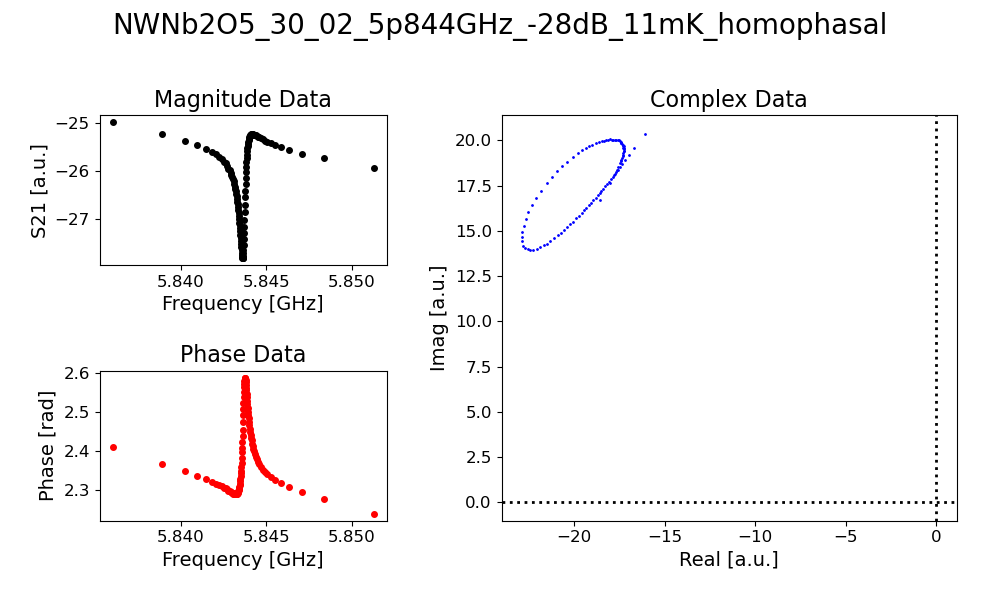 NWNb2O5_30_02_5p844GHz_-28dB_11mK_homophasal
Magnitude Data
S21 [a.u.]
−25
−26
−27
5.840 5.845 5.850
Frequency [GHz]
Phase Data
Phase [rad]
2.6
2.5
2.4
2.3
5.840 5.845 5.850
Frequency [GHz]
Complex Data
Imag [a.u.]
20.0
17.5
15.0
12.5
10.0
7.5
5.0
2.5
0.0
−20 −15 −10 −5 0
Real [a.u.]